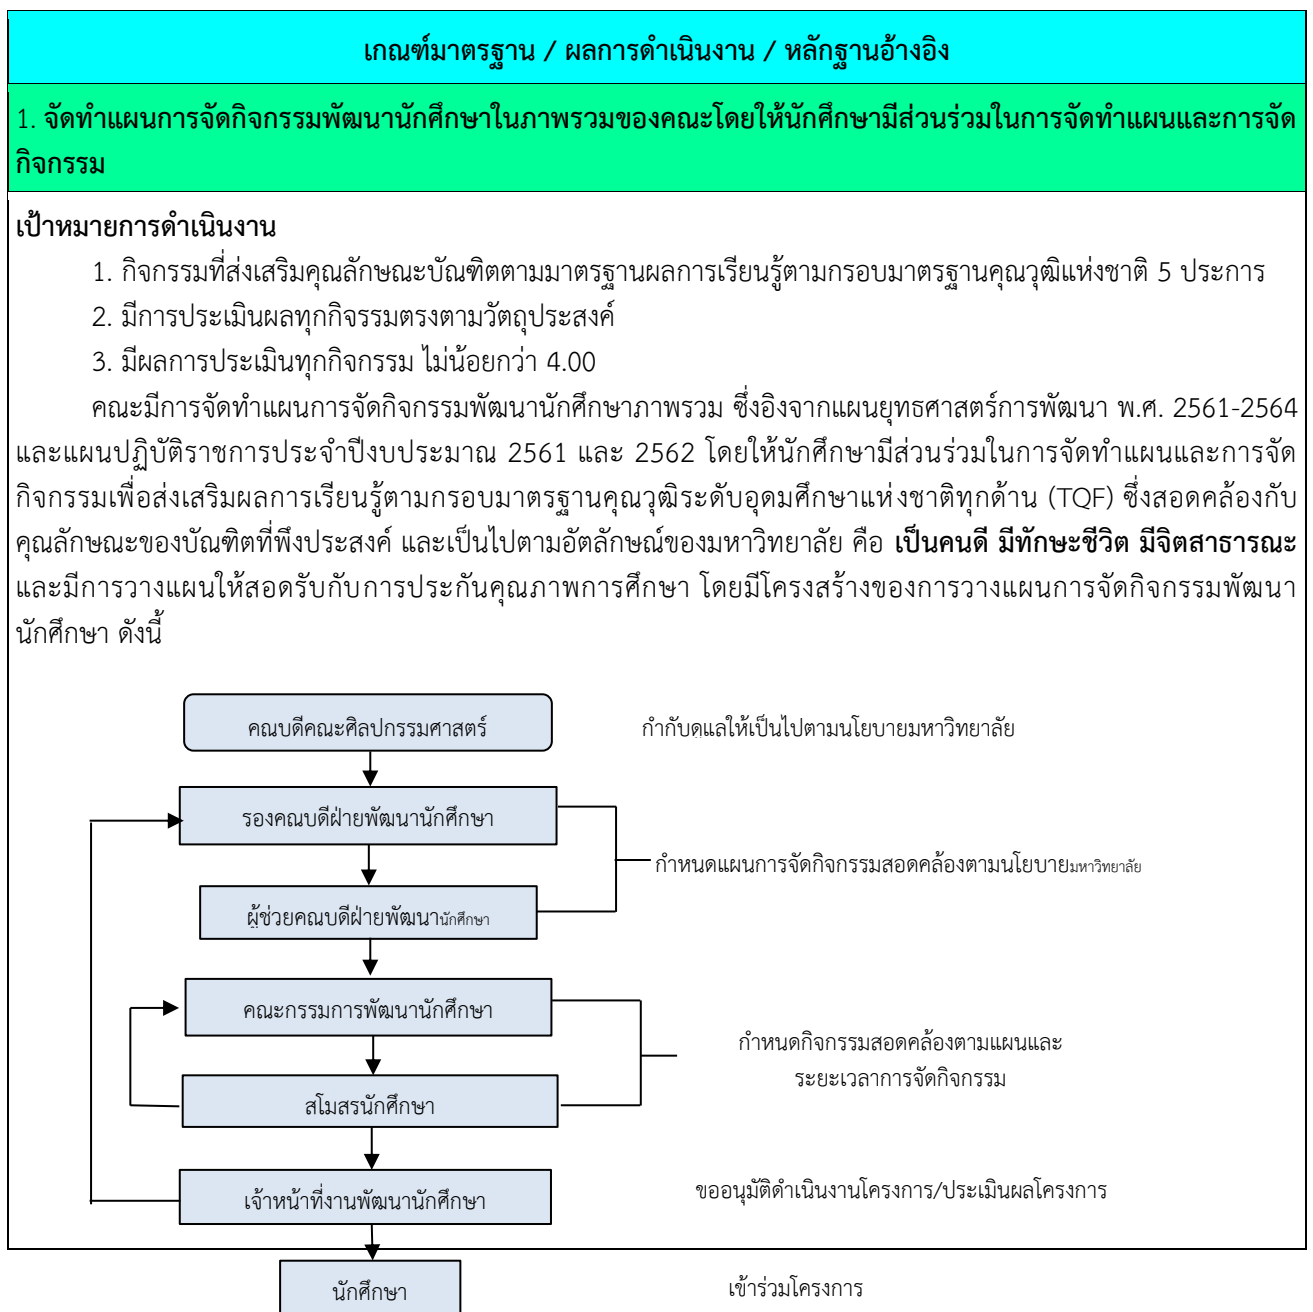 เกณฑ์มาตรฐาน / ผลการดำเนินงาน / หลักฐานอ้างอิง
1. จัดทำแผนการจัดกิจกรรมพัฒนานักศึกษาในภาพรวมของคณะโดยให้นักศึกษามีส่วนร่วมในการจัดทำแผนและการจัด
กิจกรรม
เป้าหมายการดำเนินงาน
1. กิจกรรมที่ส่งเสริมคุณลักษณะบัณฑิตตามมาตรฐานผลการเรียนรู้ตามกรอบมาตรฐานคุณวุฒิแห่งชาติ 5 ประการ
2. มีการประเมินผลทุกกิจรรมตรงตามวัตถุประสงค์
3. มีผลการประเมินทุกกิจกรรม ไม่น้อยกว่า 4.00
คณะมีการจัดทำแผนการจัดกิจกรรมพัฒนานักศึกษาภาพรวม ซึ่งอิงจากแผนยุทธศาสตร์การพัฒนา พ.ศ. 2561-2564
และแผนปฏิบัติราชการประจำปีงบประมาณ 2561 และ 2562 โดยให้นักศึกษามีส่วนร่วมในการจัดทำแผนและการจัด
กิจกรรมเพื่อส่งเสริมผลการเรียนรู้ตามกรอบมาตรฐานคุณวุฒิระดับอุดมศึกษาแห่งชาติทุกด้าน (TQF) ซึ่งสอดคล้องกับ
คุณลักษณะของบัณฑิตที่พึงประสงค์ และเป็นไปตามอัตลักษณ์ของมหาวิทยาลัย คือ เป็นคนดี มีทักษะชีวิต มีจิตสาธารณะ
และมีการวางแผนให้สอดรับกับการประกันคุณภาพการศึกษา โดยมีโครงสร้างของการวางแผนการจัดกิจกรรมพัฒนา
นักศึกษา ดังนี้
คณบดีคณะศิลปกรรมศาสตร์
กำกับดูแลให้เป็นไปตามนโยบายมหาวิทยาลัย
รองคณบดีฝ่ายพัฒนานักศึกษา
กำหนดแผนการจัดกิจกรรมสอดคล้องตามนโยบายมหาวิทยาลัย
ผู้ช่วยคณบดีฝ่ายพัฒนานักศึกษา
คณะกรรมการพัฒนานักศึกษา
กำหนดกิจกรรมสอดคล้องตามแผนและ
ระยะเวลาการจัดกิจกรรม
สโมสรนักศึกษา
เจ้าหน้าที่งานพัฒนานักศึกษา
ขออนุมัติดำเนินงานโครงการ/ประเมินผลโครงการ
นักศึกษา
เข้าร่วมโครงการ